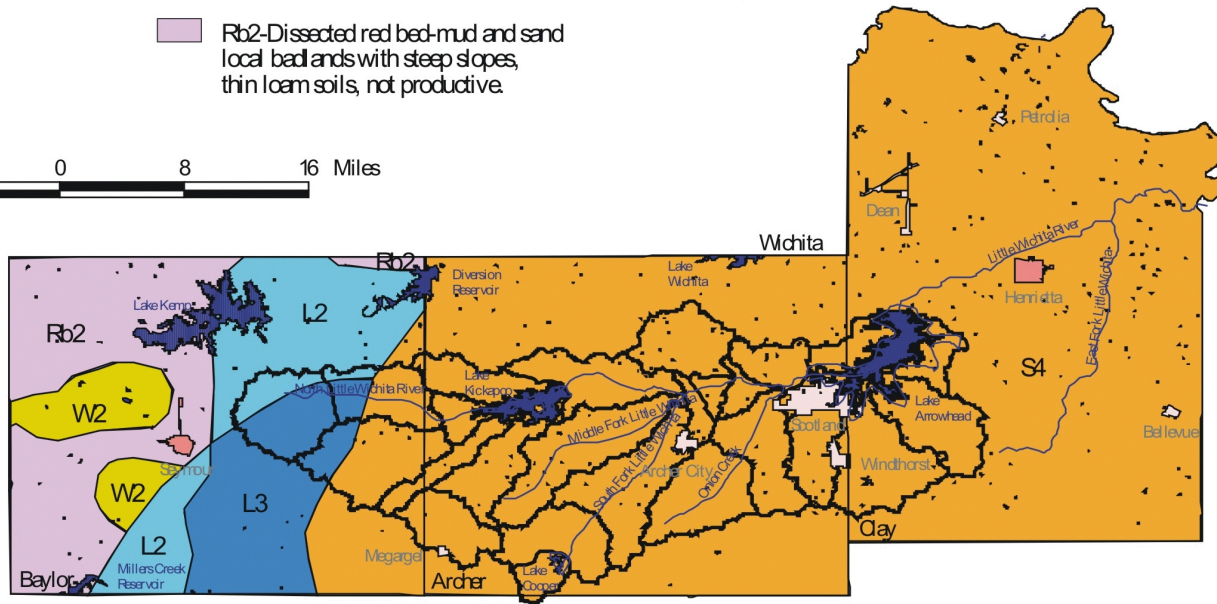 Rb2-Dissected red bed-mud and sand
local badlands with steep slopes,
thin loam soils, not productive.
0 8 16 Miles
Petrolia
Dean
Wichita
Little Wichita River
Rb2
Diversion
Reservoir
Lake
Wichita
Henrietta
Lake Kemp
L2
Rb2
East Fork Little Wichita
S4
North Little Wichita River
Lake
Kickapoo
W2
Middle Fork Little Wichita
Lake
Arrowhead
Scotland
Bellevue
Seymour
South Fork Little Wichita
Archer City
Onion Creek
Windthorst
W2
L3
L2
Clay
Megargel
Millers Creek
Reservoir
Baylor
Archer
Lake
Cooper